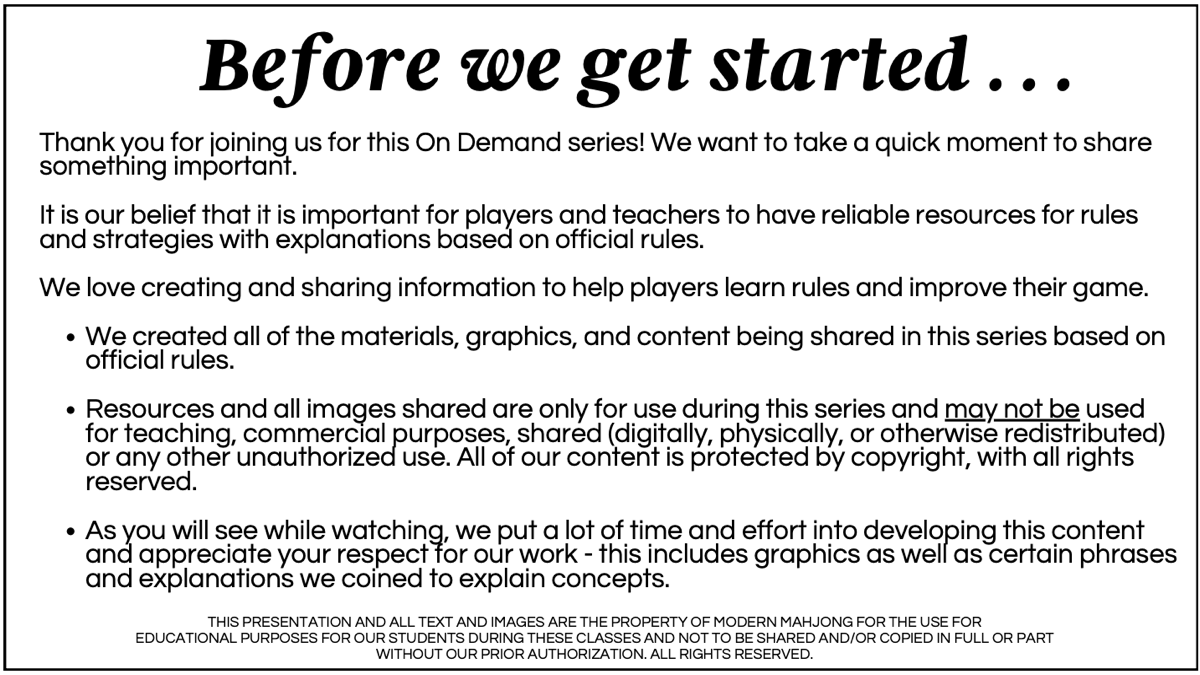 Before we get started . . .
Thank you for joining us for this On Demand series! We want to take a quick moment to share
something important.
It is our belief that it is important for players and teachers to have reliable resources for rules
and strategies with explanations based on official rules.
We love creating and sharing information to help players learn rules and improve their game.
• We created all of the materials, graphics, and content being shared in this series based on
official rules.
• Resources and all images shared are only for use during this series and may not be used
for teaching, commercial purposes, shared (digitally, physically, or otherwise redistributed)
or any other unauthorized use. All of our content is protected by copyright, with all rights
reserved.
• As you will see while watching, we put a lot of time and effort into developing this content
and appreciate your respect for our work - this includes graphics as well as certain phrases
and explanations we coined to explain concepts.
THIS PRESENTATION AND ALL TEXT AND IMAGES ARE THE PROPERTY OF MODERN MAHJONG FOR THE USE FOR
EDUCATIONAL PURPOSES FOR OUR STUDENTS DURING THESE CLASSES AND NOT TO BE SHARED AND/OR COPIED IN FULL OR PART
WITHOUT OUR PRIOR AUTHORIZATION. ALL RIGHTS RESERVED.